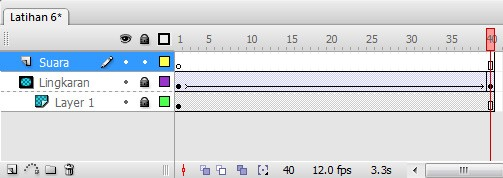 Latihan 6*
1 5 10 15 20 25 30 35 40
Suara
Lingkaran
Layer 1
40 12.0 fps 3.3s